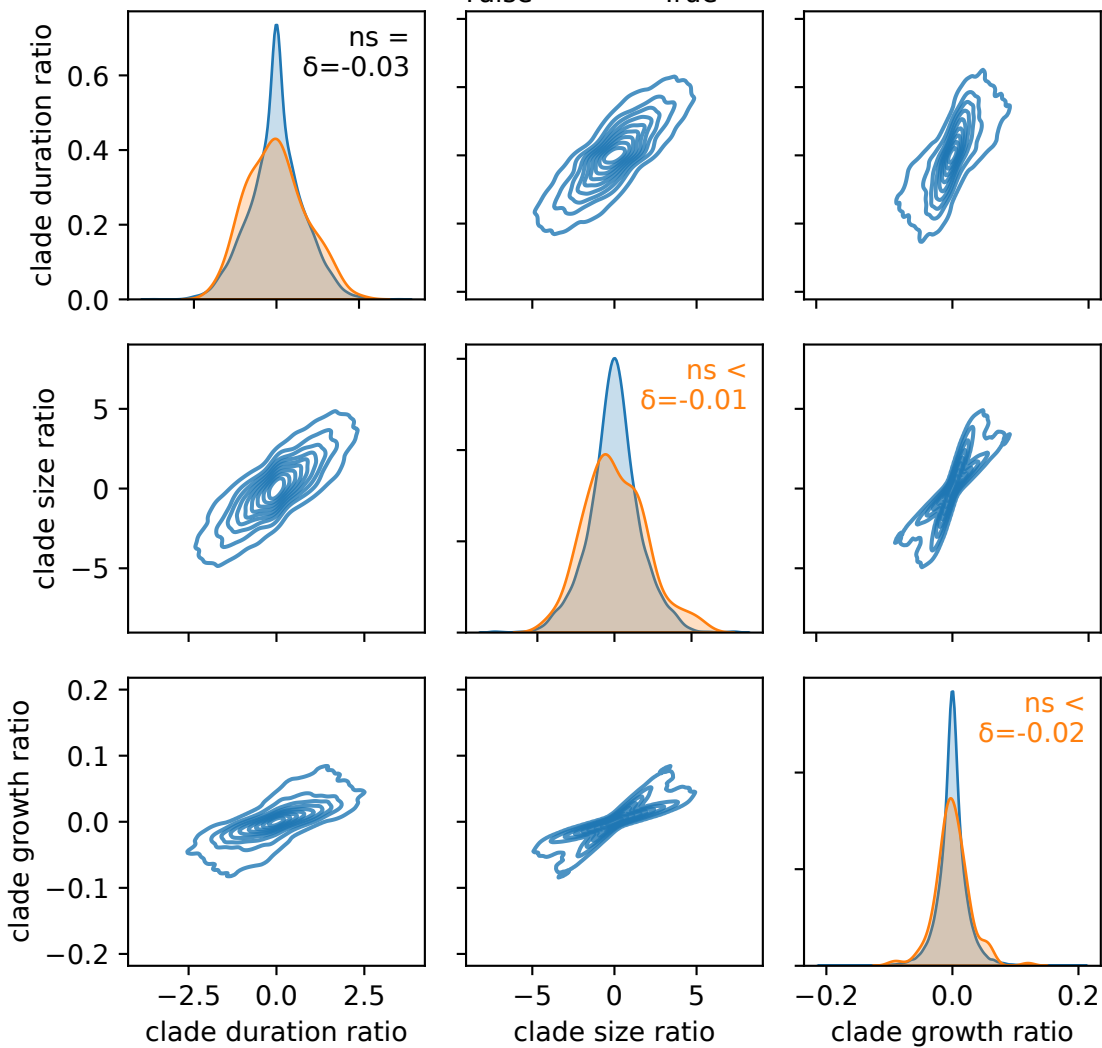 clade duration ratio
0.6
0.4
0.2
0.0
ns =
δ=-0.03
clade size ratio
5
0
−5
ns <
δ=-0.01
clade growth ratio
0.2
0.1
0.0
−0.1
−0.2
ns <
δ=-0.02
−2.5 0.0 2.5
clade duration ratio
−5 0 5
clade size ratio
−0.2 0.0 0.2
clade growth ratio